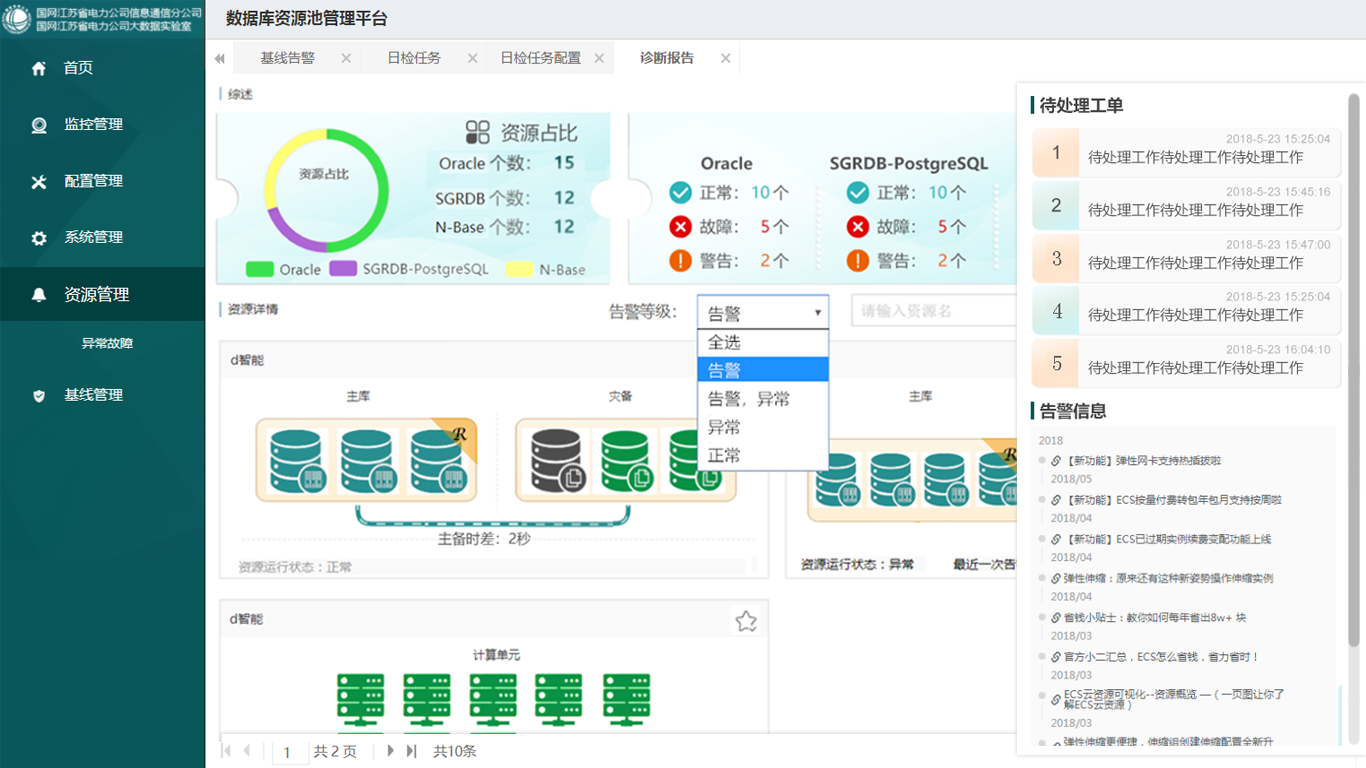 国网江苏省电力公司信息通信分公司
国网江苏省电力公司大数据实验室
数据库资源池管理平台
首页
监控管理
配置管理
系统管理
资源管理
异常故障
基线管理
基线告警
日检任务
日检任务配置
诊断报告
综述
资源占比
资源占比
Oracle 个数： 15
SGRDB 个数： 12
N-Base 个数： 12
Oracle SGRDB-PostgreSQL N-Base
Oracle
正常： 10 个
故障： 5 个
警告： 2 个
SGRDB-PostgreSQL
正常： 10 个
故障： 5 个
警告： 2 个
资源详情
告警等级：
告警
请输入资源名
全选
告警
告警，异常
异常
正常
d智能
主库
灾备
R
主备时差：2秒
资源运行状态：正常
主库
R
资源运行状态：异常
最近一次告
d智能
计算单元
1 共 2 页 共10条
待处理工单
1
2018-5-23 15:25:04
待处理工作待处理工作待处理工作
2
2018-5-23 15:45:16
待处理工作待处理工作待处理工作
3
2018-5-23 15:47:00
待处理工作待处理工作待处理工作
4
2018-5-23 15:25:04
待处理工作待处理工作待处理工作
5
2018-5-23 16:04:10
待处理工作待处理工作待处理工作
告警信息
2018
【新功能】弹性网卡支持热插拔啦
2018/05
【新功能】ECS按量付费转包年包月支持按周啦
2018/04
【新功能】ECS已过期实例续费变配功能上线
2018/04
弹性伸缩：原来还有这种新姿势操作伸缩实例
2018/04
省钱小贴士：教你如何每年省出8w+ 块
2018/03
官方小二汇总，ECS怎么省钱，省力省时！
2018/03
ECS云资源可视化--资源概览 —（一页图让你了
解ECS云资源）
2018/03
弹性伸缩更便捷，伸缩组创建伸缩配置全新升